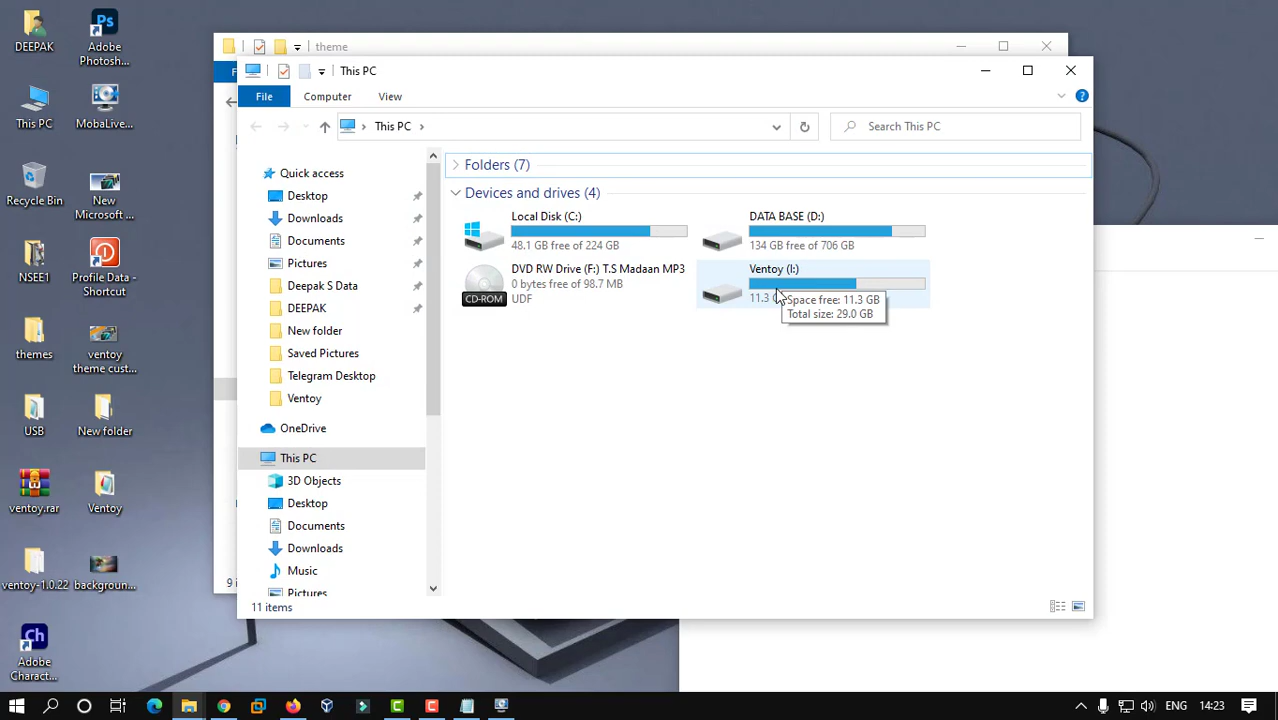 DEEPAK
Adobe
Photosh...
This PC
MobaLive...
Recycle Bin
New
Microsoft ...
NSEE1
Profile Data -
Shortcut
themes
ventoy
theme cust...
USB
New folder
ventoy.rar
Ventoy
ventoy-1.0.22
backgroun...
Adobe
Charact...
Ps
Ch
theme
F
9 i
This PC
File
Computer
View
This PC
Search This PC
Quick access
Desktop
Downloads
Documents
Pictures
Deepak S Data
DEEPAK
New folder
Saved Pictures
Telegram Desktop
Ventoy
OneDrive
This PC
3D Objects
Desktop
Documents
Downloads
Music
Pictures
Folders (7)
Devices and drives (4)
Local Disk (C:)
48.1 GB free of 224 GB
DATA BASE (D:)
134 GB free of 706 GB
DVD RW Drive (F:) T.S Madaan MP3
0 bytes free of 98.7 MB
UDF
CD-ROM
Ventoy (I:)
11.3
Space free: 11.3 GB
Total size: 29.0 GB
11 items
ENG
14:23